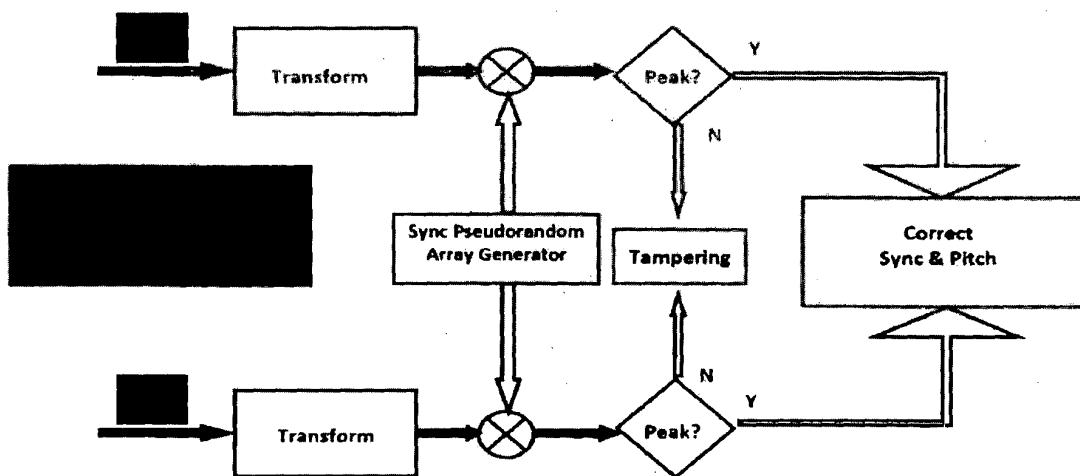 Transform
Peak?
Y
N
Sync Pseudorandom
Array Generator
Tampering
Correct
Sync & Pitch
Transform
Peak?
N
Y